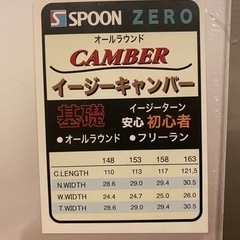 S SPOON ZERO
オールラウンド
CAMBER
イージーキャンバー
基礎 イージーターン
安心 初心者
●オールラウンド ●フリーラン
148 153 158 163
C.LENGTH 110 113 117 121,5
N.WIDTH 28.6 29.0 29.4 30.5
W.WIDTH 24.4 24.7 25.0 26.0
T.WIDTH 28.6 29.0 29.4 30.5